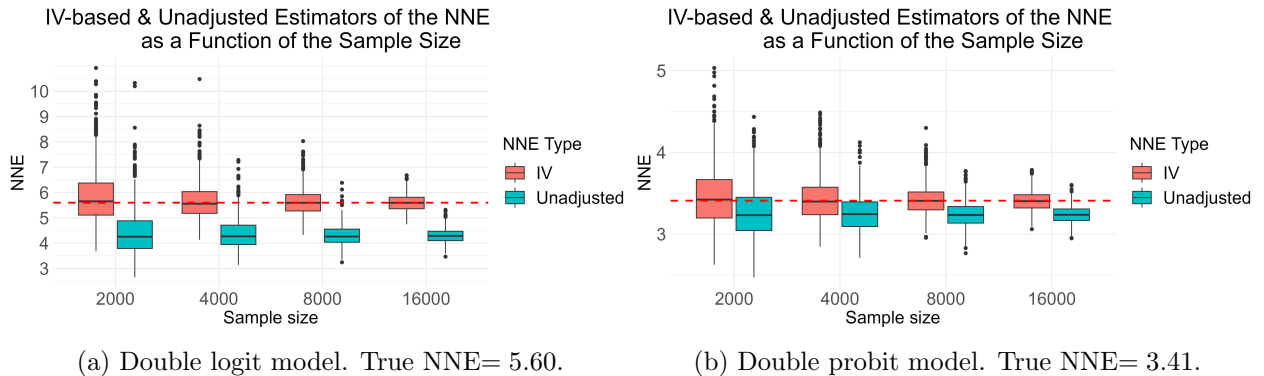 IV-based & Unadjusted Estimators of the NNE
as a Function of the Sample Size
NNE
10
9
8
7
6
5
4
3
2000
4000
8000
16000
Sample size
NNE Type
IV
Unadjusted
(a) Double logit model. True NNE= 5.60.
IV-based & Unadjusted Estimators of the NNE
as a Function of the Sample Size
NNE
5
4
3
2000
4000
8000
16000
Sample size
NNE Type
IV
Unadjusted
(b) Double probit model. True NNE= 3.41.